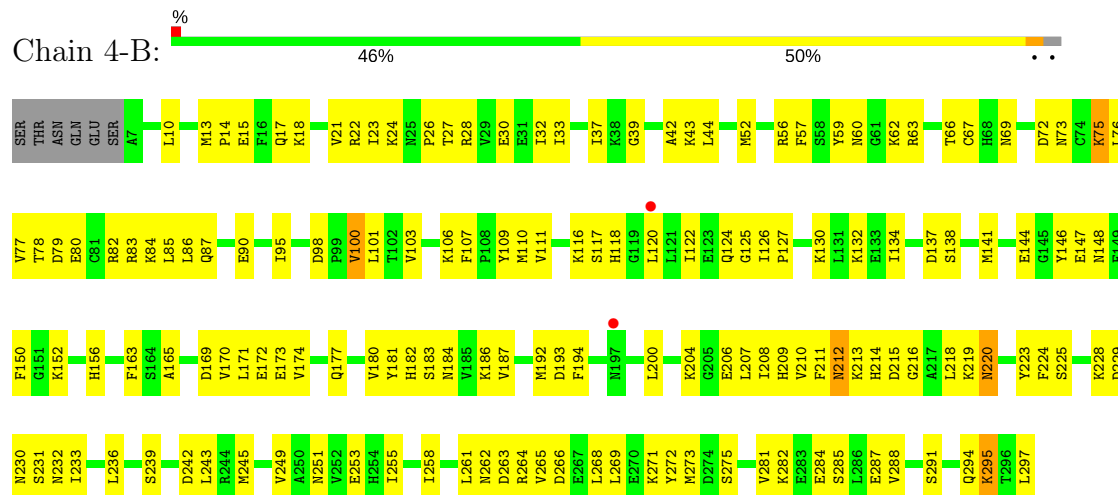 %
Chain 4-B:
46% 50% • •
SER THR ASN GLN GLU SER A7 L10 M13 P14 E15 F16 Q17 K18 V21 R22 I23 K24 N25 P26 T27 R28 V29 E30 E31 I32 I33 I37 K38 G39 A42 K43 L44 M52 R56 F57 S58 Y59 N60 G61 K62 R63 T66 C67 H68 N69 D72 N73 C74 K75 L76
V77 T78 D79 E80 C81 R82 R83 K84 L85 L86 Q87 E90 I95 D98 P99 V100 L101 T102 V103 K106 F107 P108 Y109 M110 V111 K116 S117 H118 G119 L120 L121 I122 E123 Q124 G125 I126 P127 K130 L131 K132 E133 I134 D137 S138 M141 E144 G145 Y146 E147 N148 E149
F150 G151 K152 H156 F163 S164 A165 D169 V170 L171 E172 E173 V174 Q177 V180 Y181 H182 S183 N184 V185 K186 V187 M192 D193 F194 N197 L200 K204 G205 E206 L207 I208 H209 V210 F211 N212 K213 H214 D215 G216 A217 L218 K219 N220 Y223 F224 S225 K228 D229
N230 S231 N232 I233 L236 S239 D242 L243 R244 M245 V249 A250 N251 V252 E253 H254 I255 I258 L261 N262 D263 R264 V265 D266 E267 L268 L269 E270 K271 Y272 M273 D274 S275 V281 K282 E283 E284 S285 L286 E287 V288 S291 Q294 K295 T296 L297